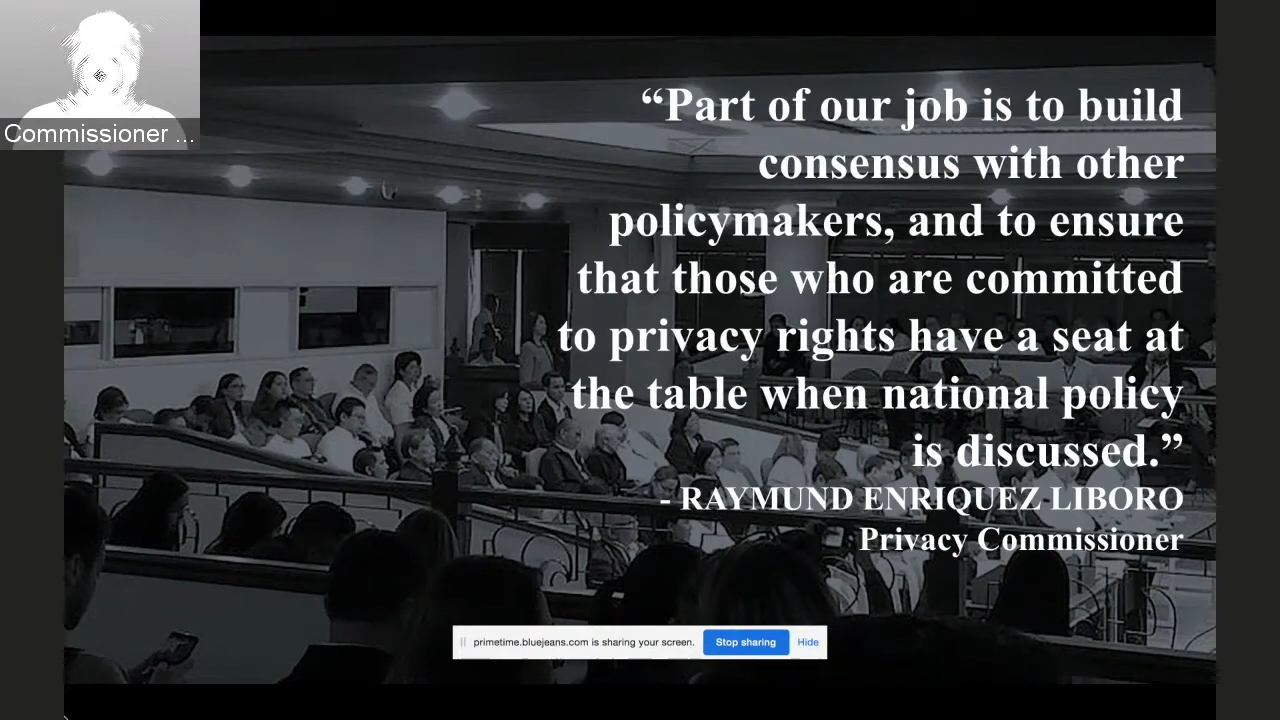 Commissioner ...
“Part of our job is to build
consensus with other
policymakers, and to ensure
that those who are committed
to privacy rights have a seat at
the table when national policy
is discussed.”
- RAYMUND ENRIQUEZ LIBORO
Privacy Commissioner
primetime.bluejeans.com is sharing your screen.
Stop sharing
Hide